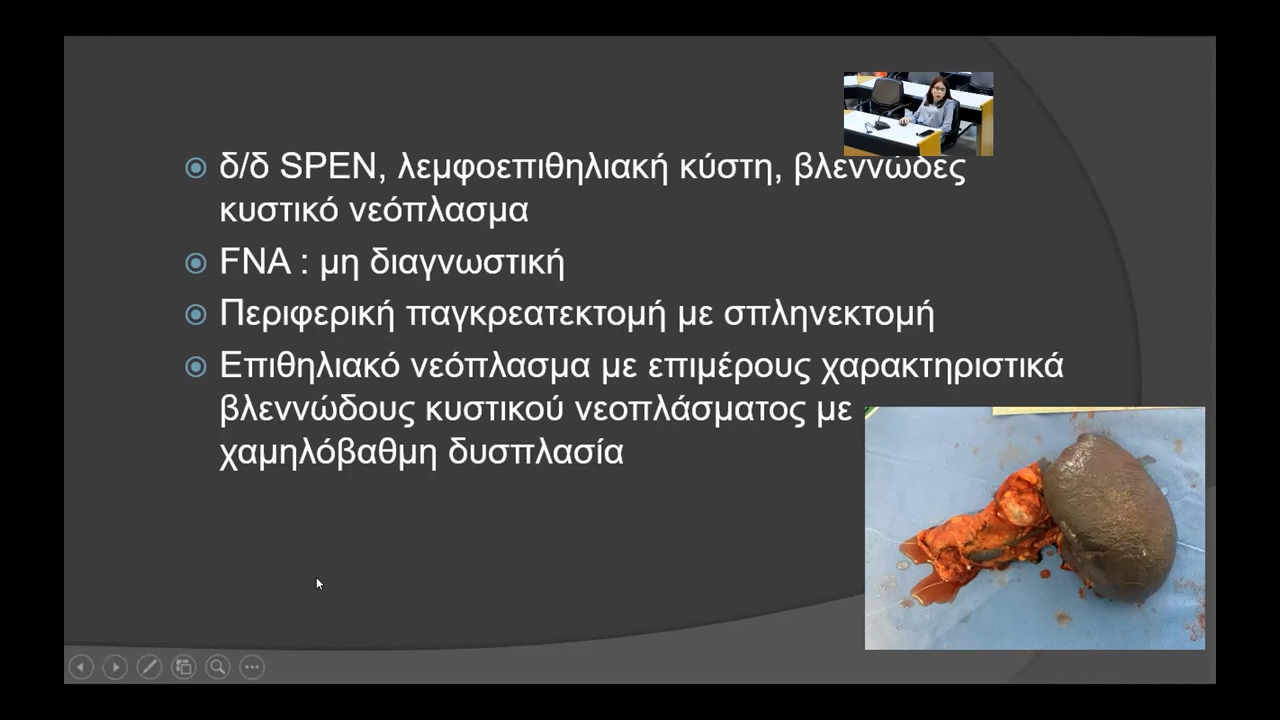 δ/δ SPEN, λεμφοεπιθηλιακή κύστη, βλεννώδες
κυστικό νεόπλασμα
FNA : μη διαγνωστική
Περιφερική παγκρεατεκτομή με σπληνεκτομή
Επιθηλιακό νεόπλασμα με επιμέρους χαρακτηριστικά
βλεννώδους κυστικού νεοπλάσματος με
χαμηλόβαθμη δυσπλασία